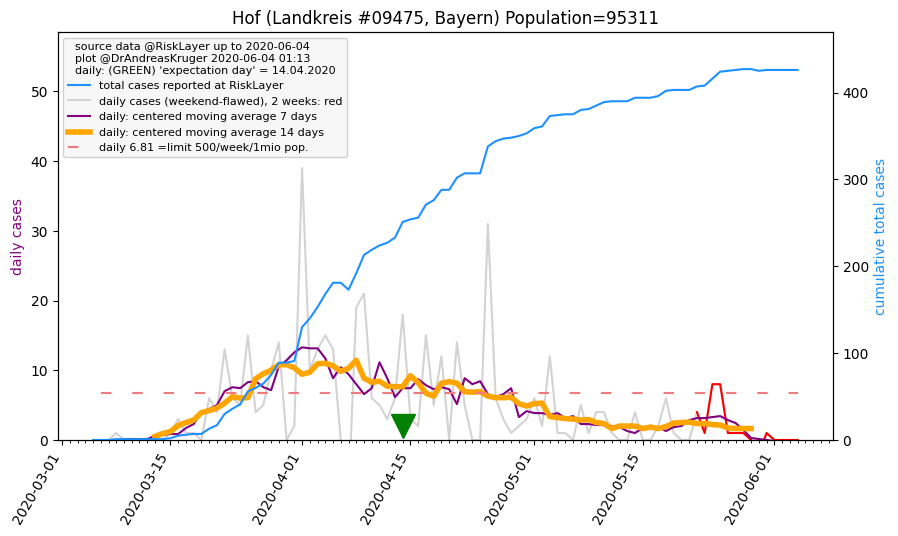 Hof (Landkreis #09475, Bayern) Population=95311
source data @RiskLayer up to 2020-06-04
plot @DrAndreasKruger 2020-06-04 01:13
daily: (GREEN) 'expectation day' = 14.04.2020
total cases reported at RiskLayer
daily cases (weekend-flawed), 2 weeks: red
daily: centered moving average 7 days
daily: centered moving average 14 days
daily 6.81 =limit 500/week/1mio pop.
daily cases
50
40
30
20
10
0
cumulative total cases
400
300
200
100
0
2020-03-01
2020-03-15
2020-04-01
2020-04-15
2020-05-01
2020-05-15
2020-06-01